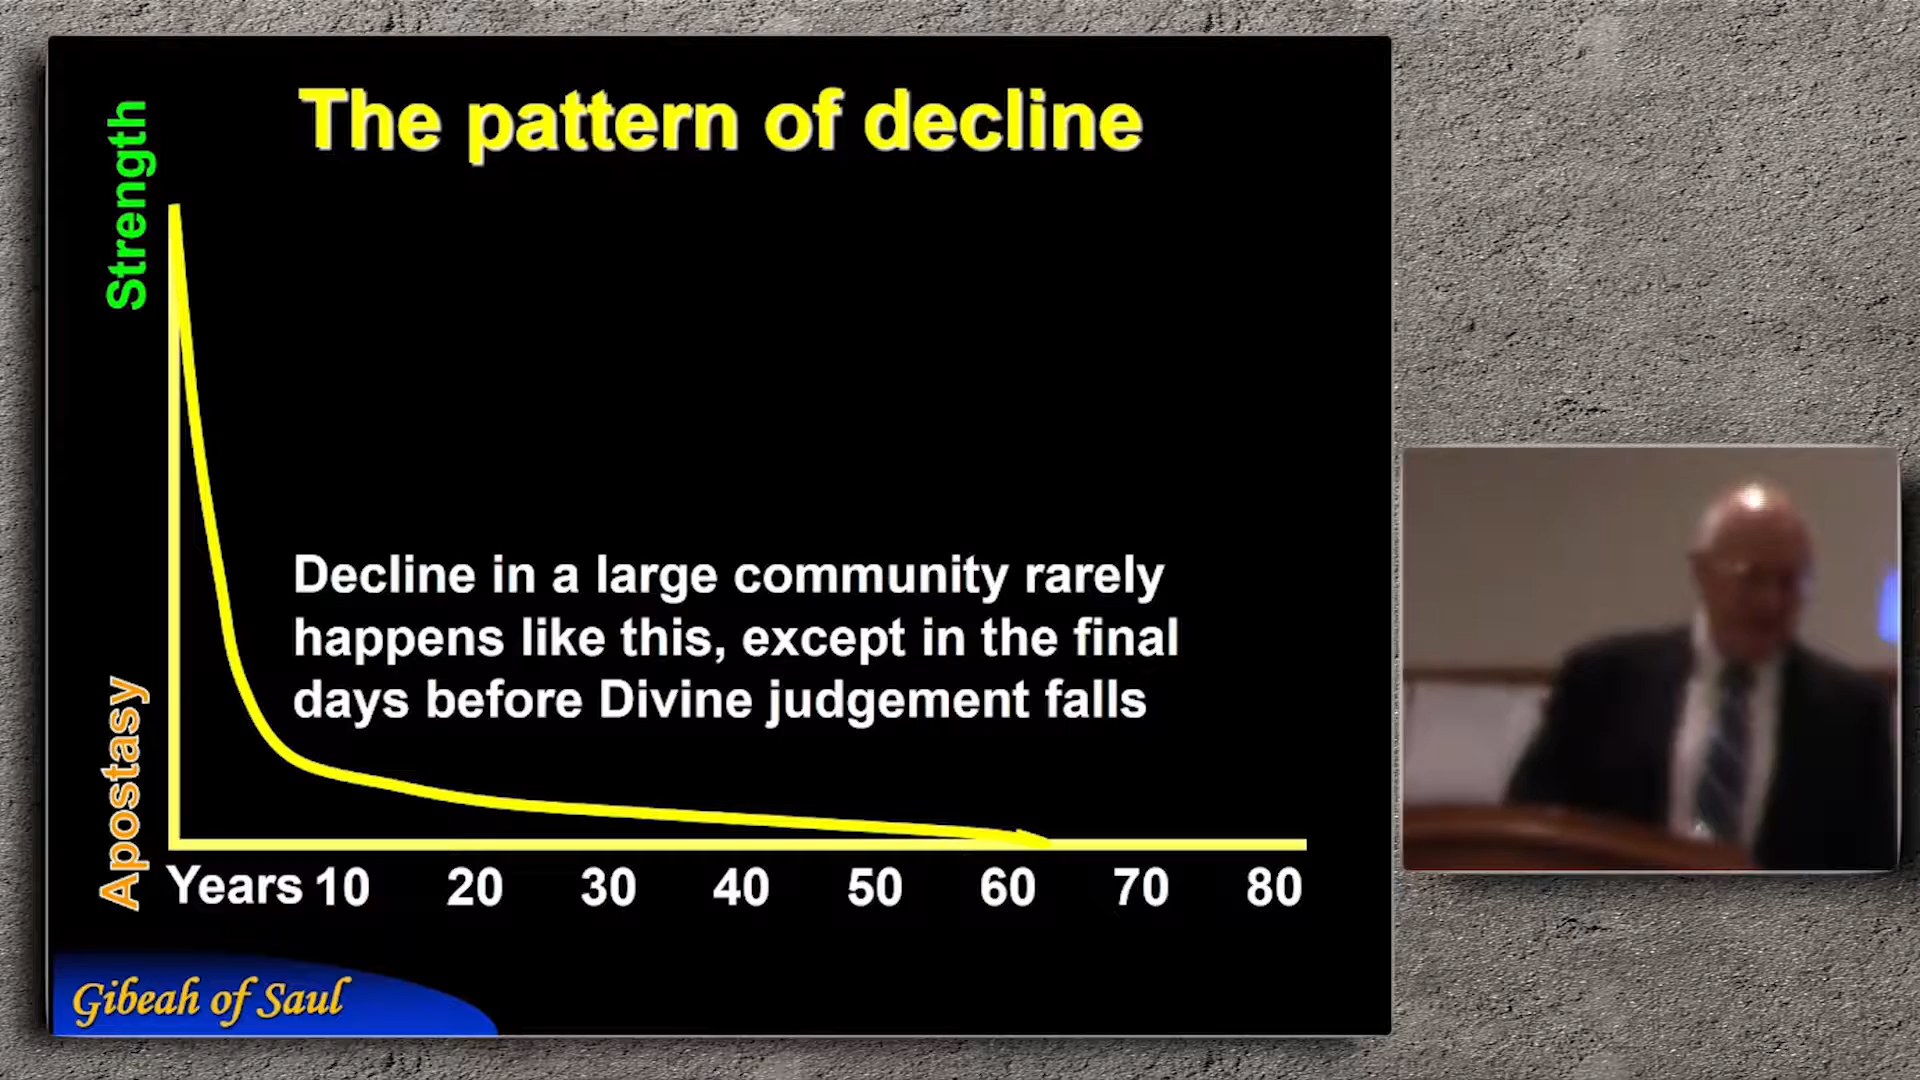 The pattern of decline
Strength
Decline in a large community rarely
happens like this, except in the final
days before Divine judgement falls
Apostasy
Years 10 20 30 40 50 60 70 80
Gibeah of Saul